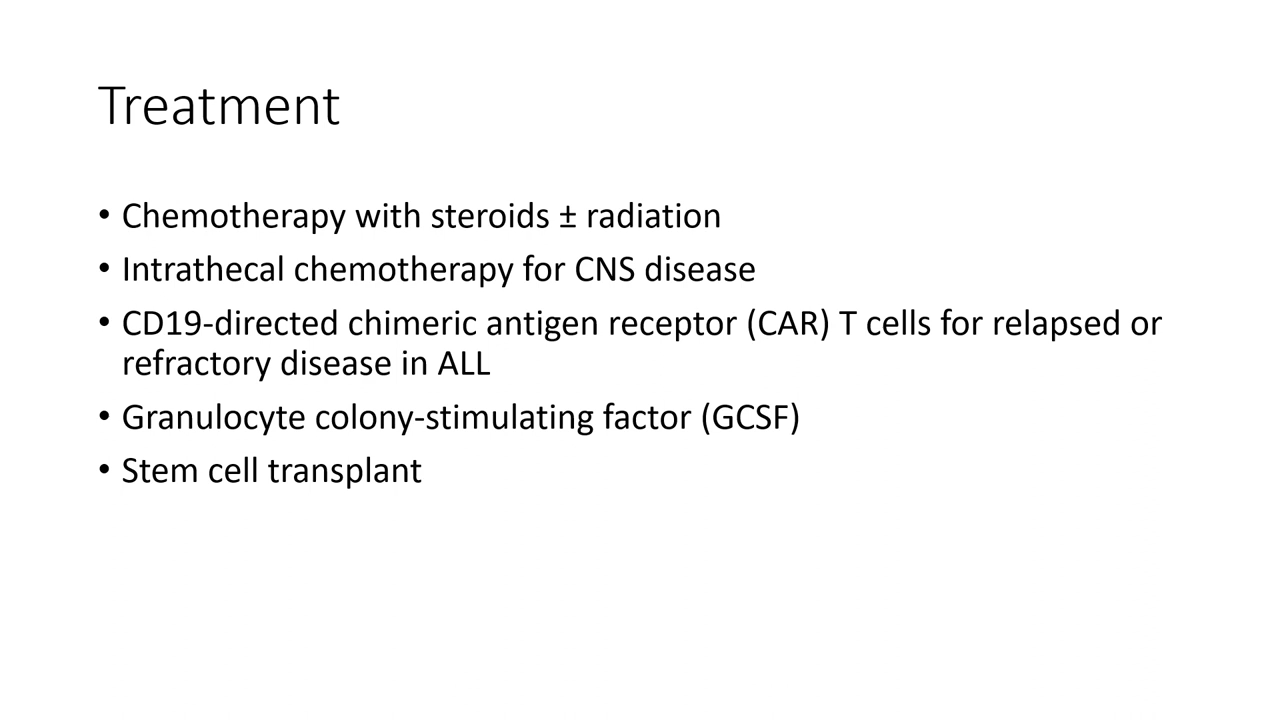 Treatment
• Chemotherapy with steroids ± radiation
• Intrathecal chemotherapy for CNS disease
• CD19-directed chimeric antigen receptor (CAR) T cells for relapsed or
refractory disease in ALL
• Granulocyte colony-stimulating factor (GCSF)
• Stem cell transplant